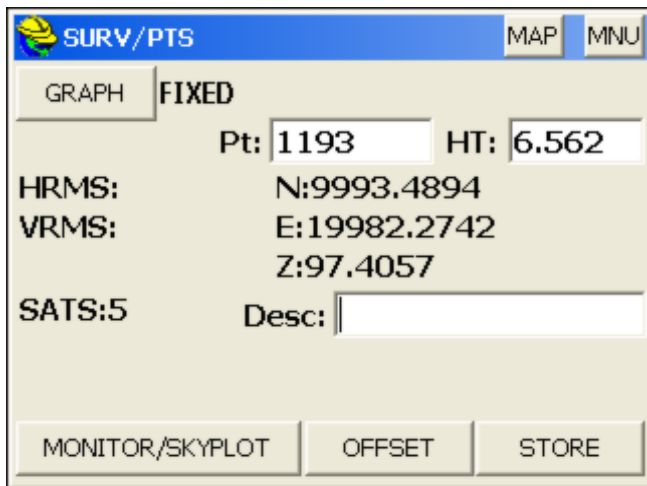 SURV/PTS MAP MNU
GRAPH FIXED
Pt: 1193 HT: 6.562
HRMS: N:9993.4894
VRMS: E:19982.2742
Z:97.4057
SATS:5 Desc:
MONITOR/SKYPLOT OFFSET STORE